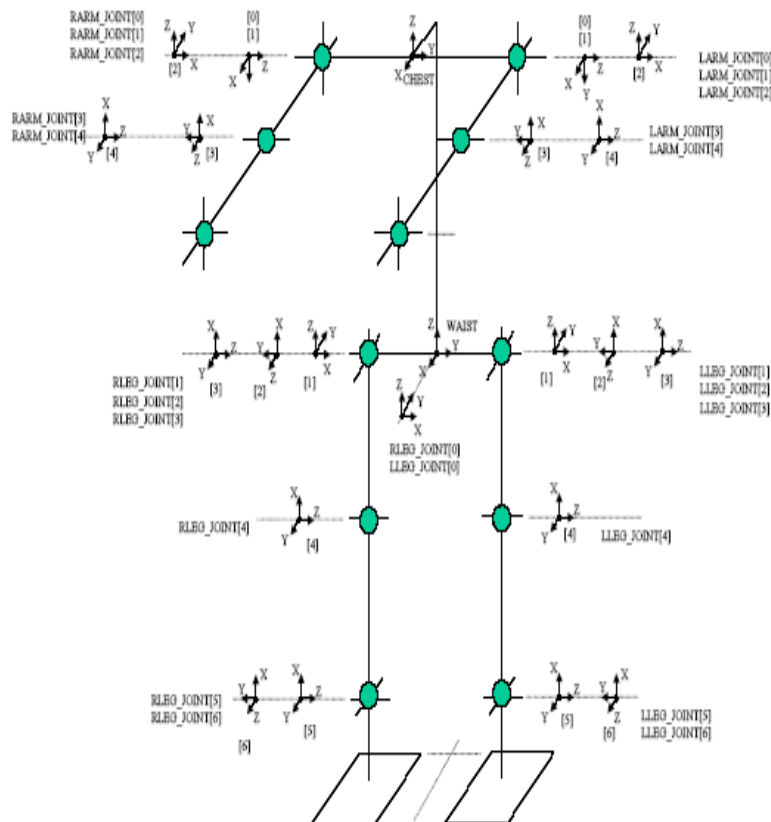 RARM_JOINT[0]
RARM_JOINT[1]
RARM_JOINT[2]
Z Y
X
[2]
[0]
[1]
Z
X
Y
Z
Y
X
CHEST
[0]
[1]
Z
X
Y
Z Y
X
[2]
LARM_JOINT[0]
LARM_JOINT[1]
LARM_JOINT[2]
RARM_JOINT[3]
RARM_JOINT[4]
X
Z
Y
[4]
X
Y
Z
[3]
X
Y
Z
[3]
X
Z
Y
[4]
LARM_JOINT[3]
LARM_JOINT[4]
X
Z
Y
[3]
X
Y
Z
[2]
Z
Y
X
[1]
Z
WAIST
Y
X
Z
Y
X
[1]
X
Y
Z
[2]
X
Z
Y
[3]
RLEG_JOINT[1]
RLEG_JOINT[2]
RLEG_JOINT[3]
Z
Y
X
RLEG_JOINT[0]
LLEG_JOINT[0]
LLEG_JOINT[1]
LLEG_JOINT[2]
LLEG_JOINT[3]
RLEG_JOINT[4]
X
Z
Y
[4]
X
Z
Y
[4]
LLEG_JOINT[4]
RLEG_JOINT[5]
RLEG_JOINT[6]
X
Y
Z
[6]
X
Z
Y
[5]
X
Z
Y
[5]
X
Y
Z
[6]
LLEG_JOINT[5]
LLEG_JOINT[6]